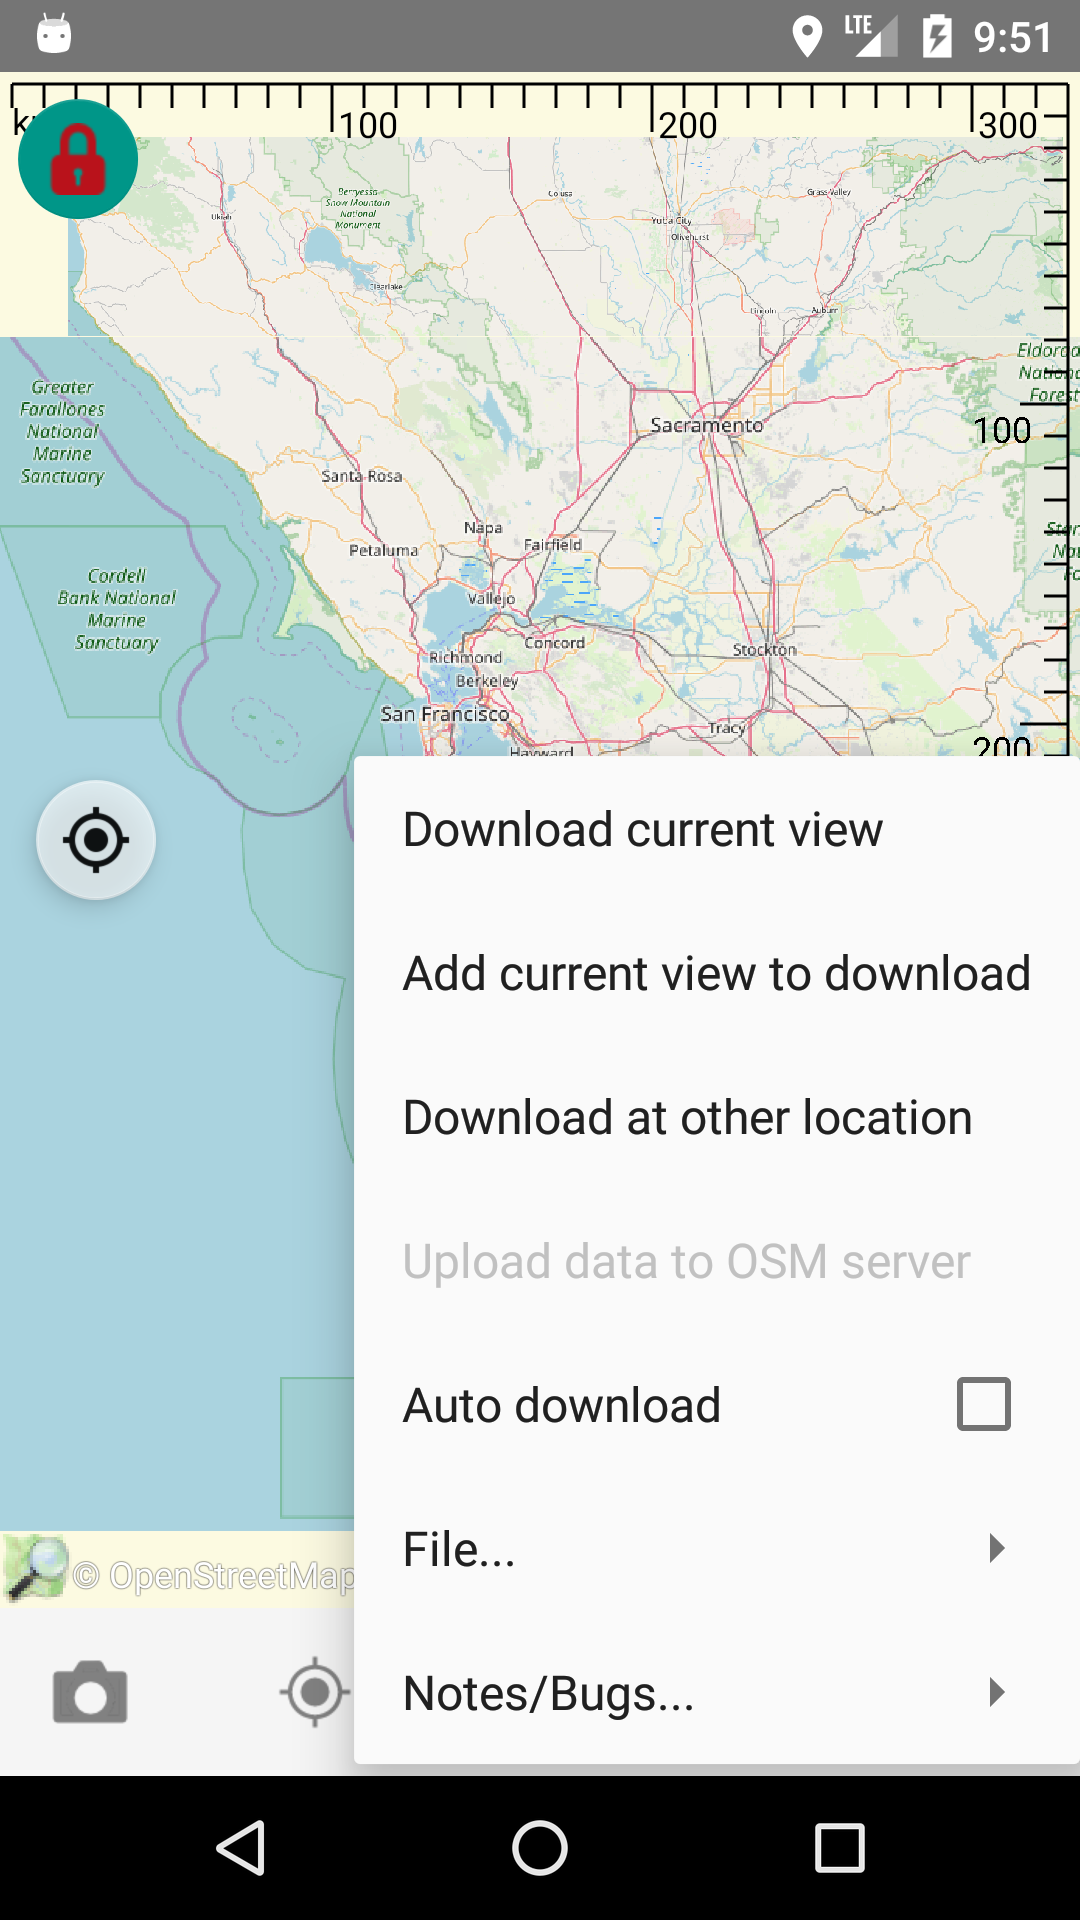 LTE 9:51
100 200 300
Berryessa
Snow Mountain
National
Monument
Colusa
Grass Valley
Ukiah
Yuba City
Olivehurst
Clearlake
Lincoln
Auburn
Greater
Farallones
National
Marine
Sanctuary
Sacramento
100
Santa Rosa
Napa
Petaluma
Fairfield
Cordell
Bank National
Marine
Sanctuary
Vallejo
Concord
Richmond
Stockton
Berkeley
San Francisco
Tracy
Hayward
200
Download current view
Add current view to download
Download at other location
Upload data to OSM server
Auto download
File...
© OpenStreetMap
Notes/Bugs...